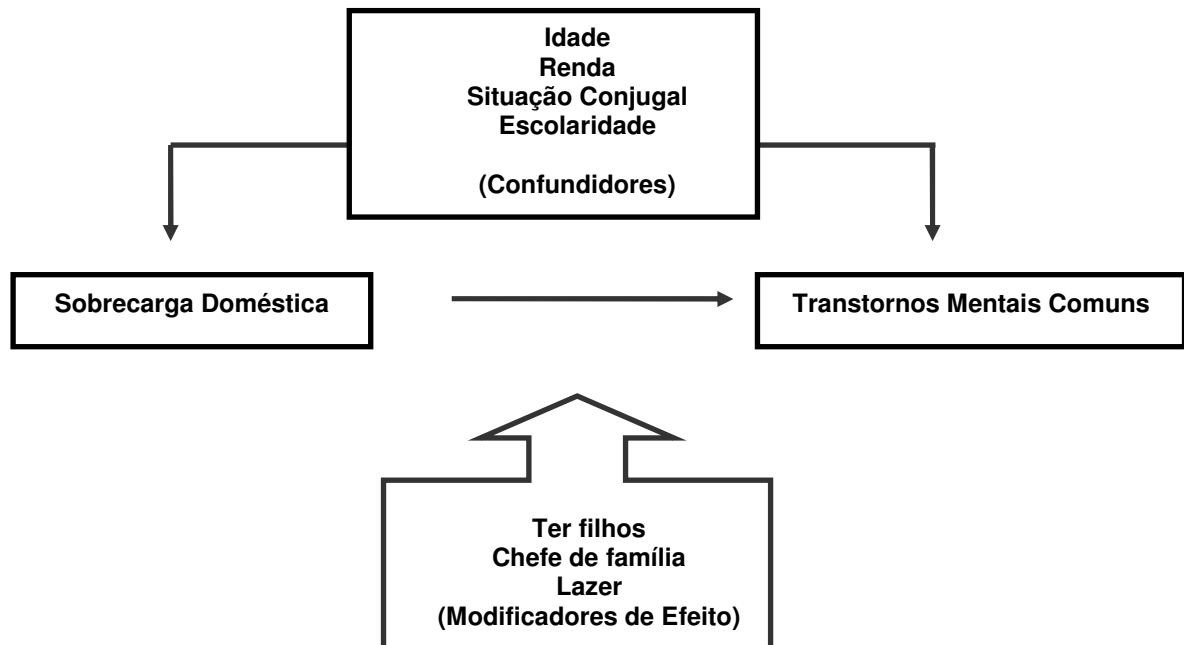 Idade
Renda
Situação Conjugal
Escolaridade
(Confundidores)
Sobrecarga Doméstica
Transtornos Mentais Comuns
Ter filhos
Chefe de família
Lazer
(Modificadores de Efeito)